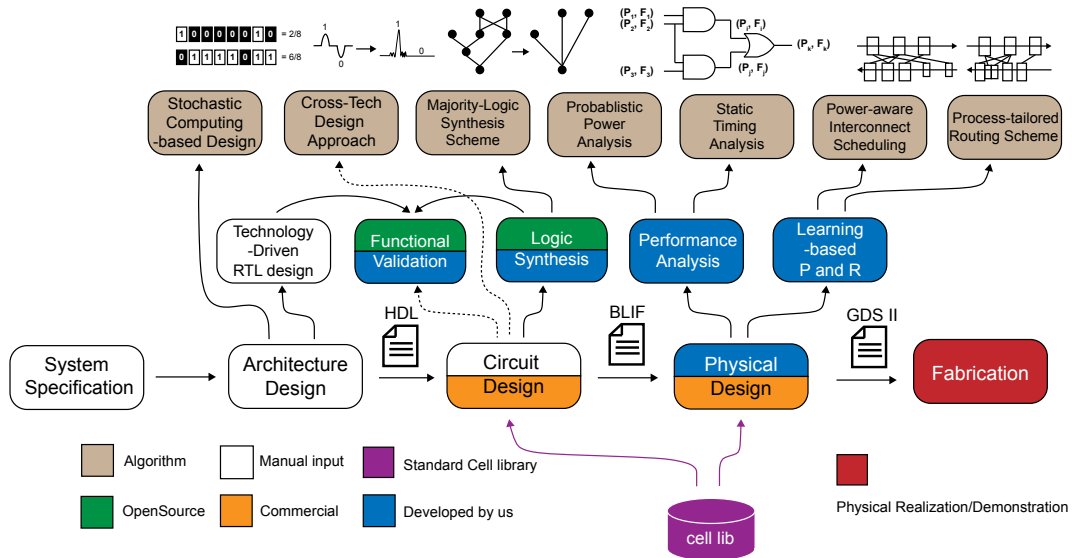 1 0 0 0 0 0 1 0 = 2/8
0 1 1 1 1 0 1 1 = 6/8
1
0
1
0
(P1, F1)
(P2, F2)
(P3, F3)
(Pi, Fi)
(Pj, Fj)
(Pk, Fk)
Stochastic
Computing
-based Design
Cross-Tech
Design
Approach
Majority-Logic
Synthesis
Scheme
Probablistic
Power
Analysis
Static
Timing
Analysis
Power-aware
Interconnect
Scheduling
Process-tailored
Routing Scheme
Technology
-Driven
RTL design
Functional
Validation
Logic
Synthesis
Performance
Analysis
Learning
-based
P and R
HDL
BLIF
GDS II
System
Specification
Architecture
Design
Circuit
Design
Physical
Design
Fabrication
Algorithm
Manual input
Standard Cell library
OpenSource
Commercial
Developed by us
cell lib
Physical Realization/Demonstration